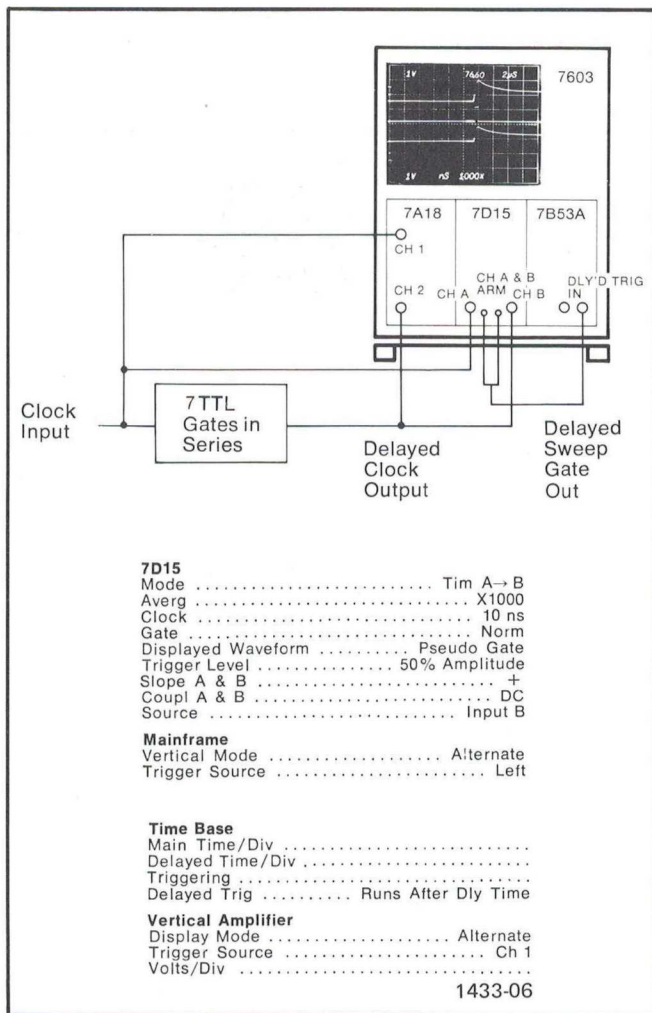 7603
1V 7660 2µS
1V nS 1000X
7A18 7D15 7B53A
CH 1
CH 2 CH A CH A & B ARM CH B DLY'D TRIG IN
Clock Input
7 TTL Gates in Series
Delayed Clock Output
Delayed Sweep Gate Out
7D15
Mode .......................... Tim A→ B
Averg ............................ X1000
Clock ............................ 10 ns
Gate ............................. Norm
Displayed Waveform .......... Pseudo Gate
Trigger Level ............... 50% Amplitude
Slope A & B ........................... +
Coupl A & B .......................... DC
Source .......................... Input B
Mainframe
Vertical Mode ................... Alternate
Trigger Source ....................... Left
Time Base
Main Time/Div ............................
Delayed Time/Div .........................
Triggering ................................
Delayed Trig .......... Runs After Dly Time
Vertical Amplifier
Display Mode .................... Alternate
Trigger Source ....................... Ch 1
Volts/Div ................................
1433-06